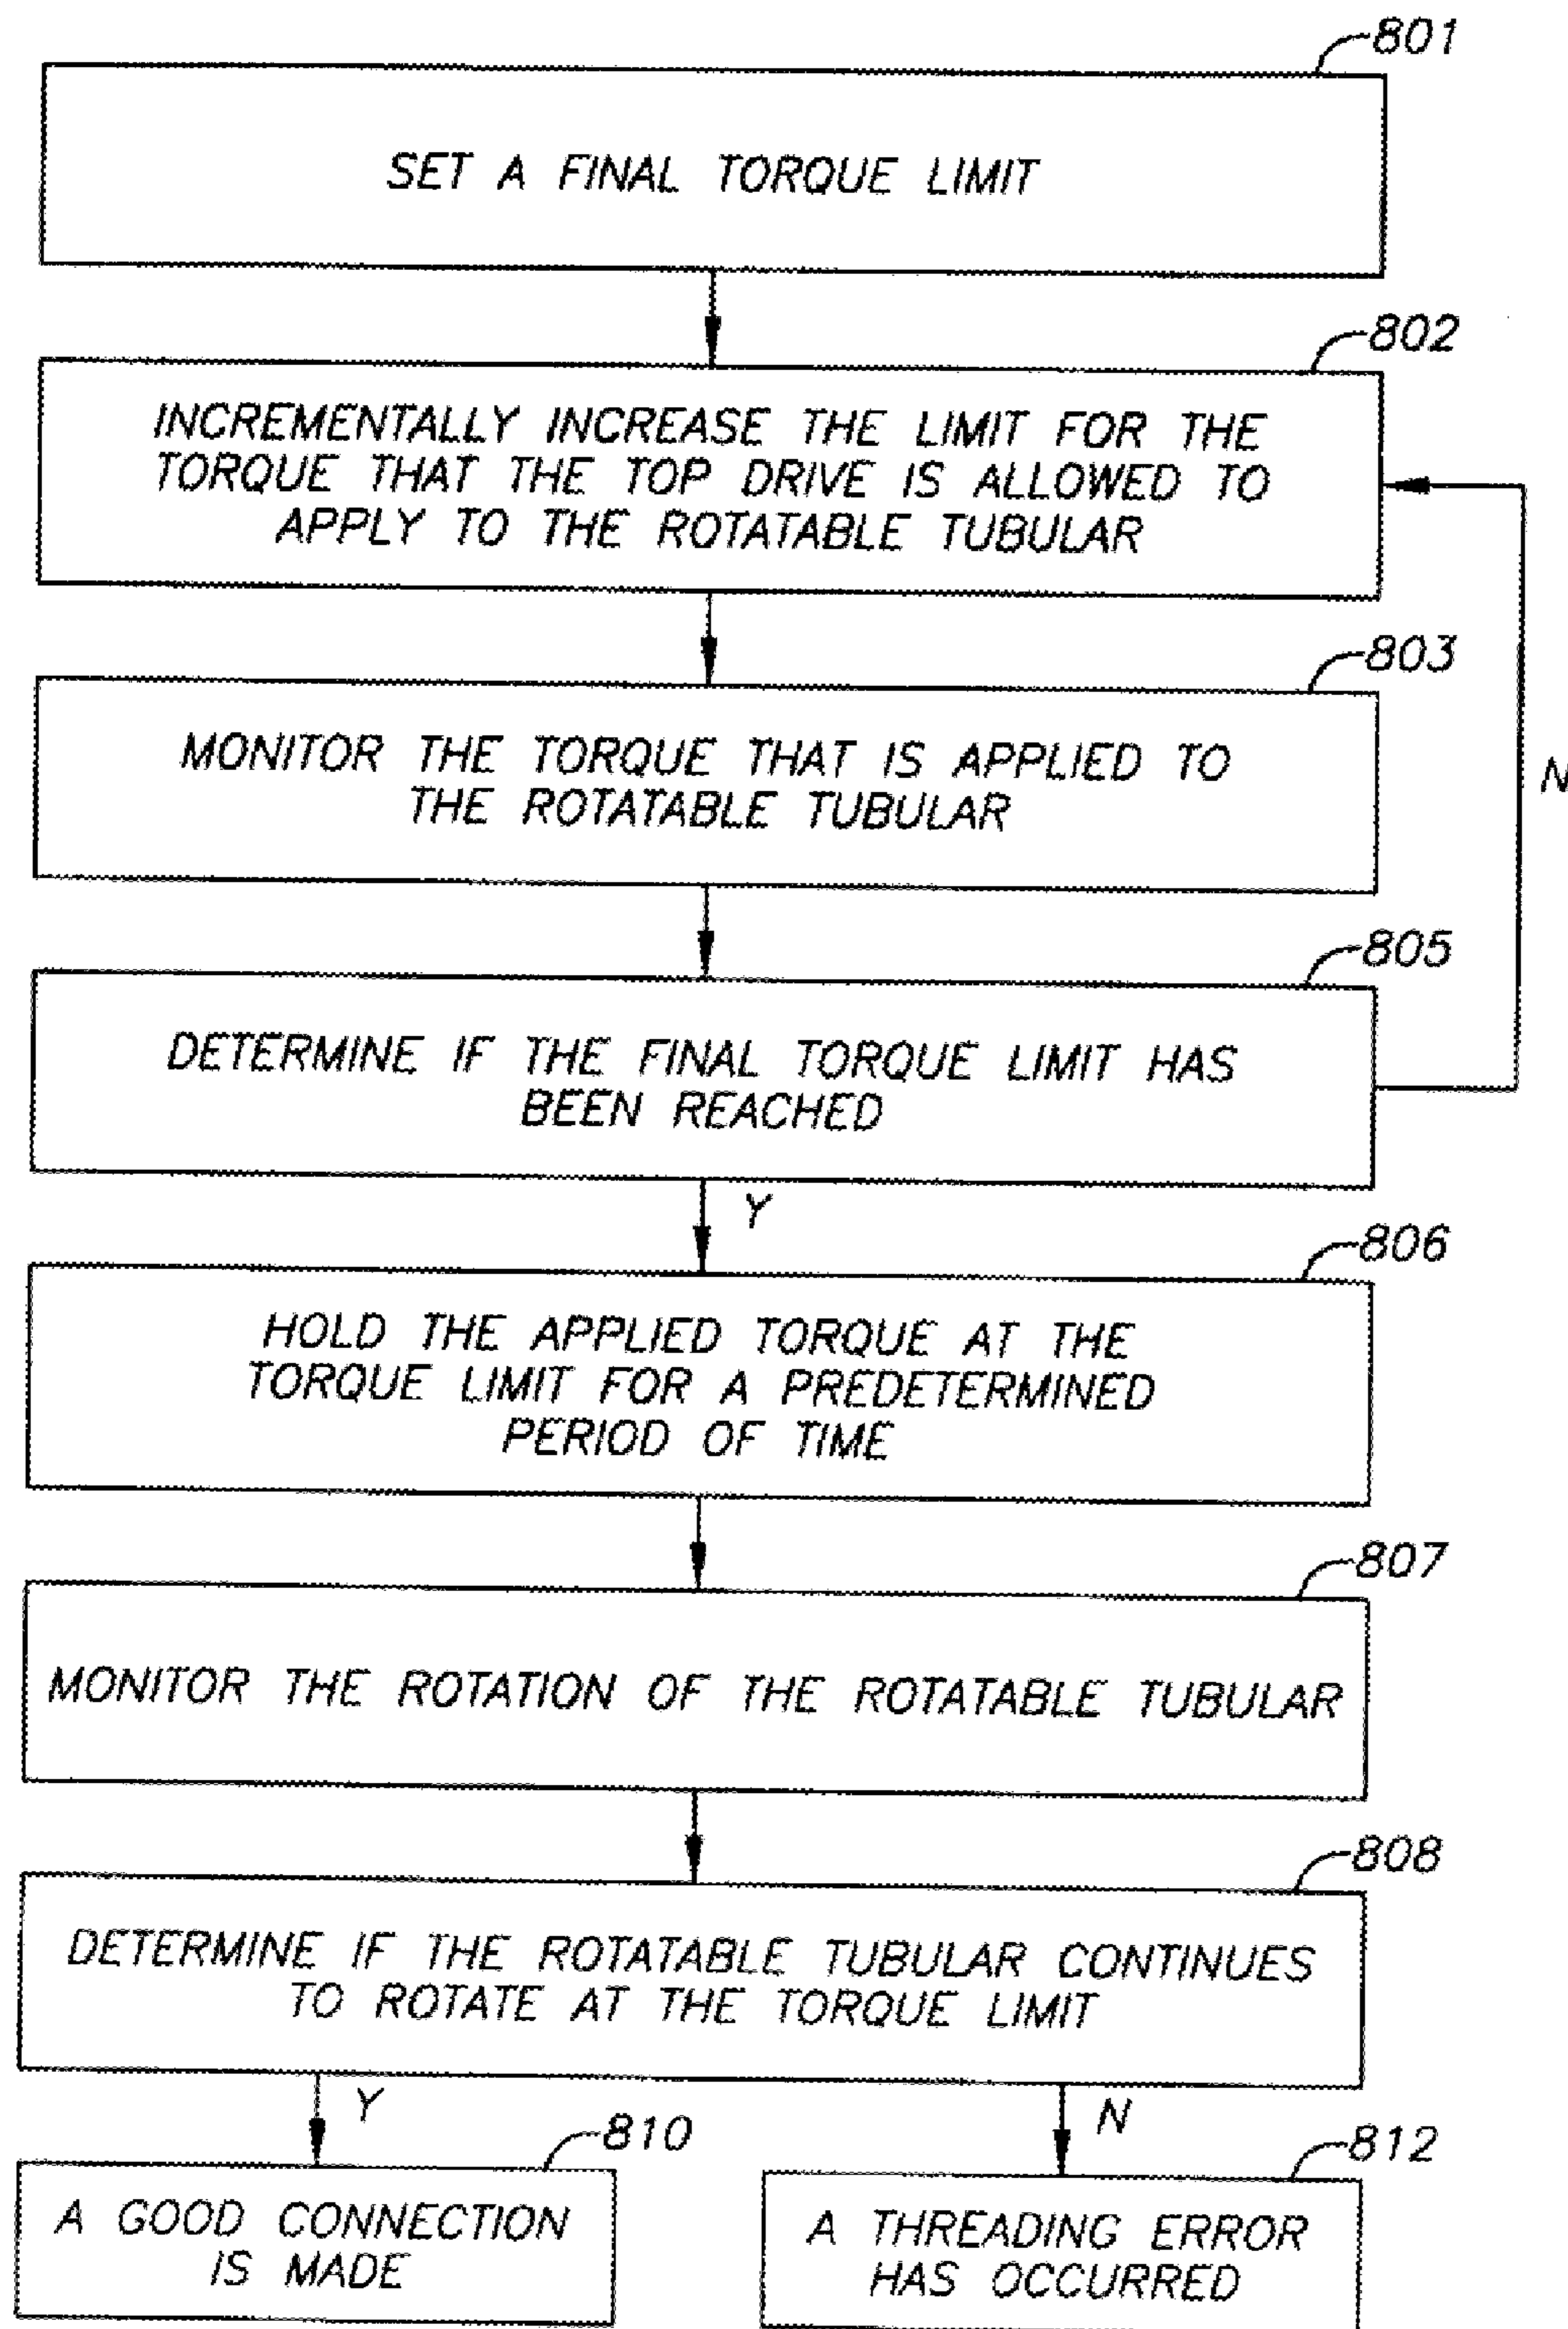 801
SET A FINAL TORQUE LIMIT
802
INCREMENTALLY INCREASE THE LIMIT FOR THE
TORQUE THAT THE TOP DRIVE IS ALLOWED TO
APPLY TO THE ROTATABLE TUBULAR
803
MONITOR THE TORQUE THAT IS APPLIED TO
THE ROTATABLE TUBULAR
N
805
DETERMINE IF THE FINAL TORQUE LIMIT HAS
BEEN REACHED
Y
806
HOLD THE APPLIED TORQUE AT THE
TORQUE LIMIT FOR A PREDETERMINED
PERIOD OF TIME
807
MONITOR THE ROTATION OF THE ROTATABLE TUBULAR
808
DETERMINE IF THE ROTATABLE TUBULAR CONTINUES
TO ROTATE AT THE TORQUE LIMIT
Y
N
810
A GOOD CONNECTION
IS MADE
812
A THREADING ERROR
HAS OCCURRED